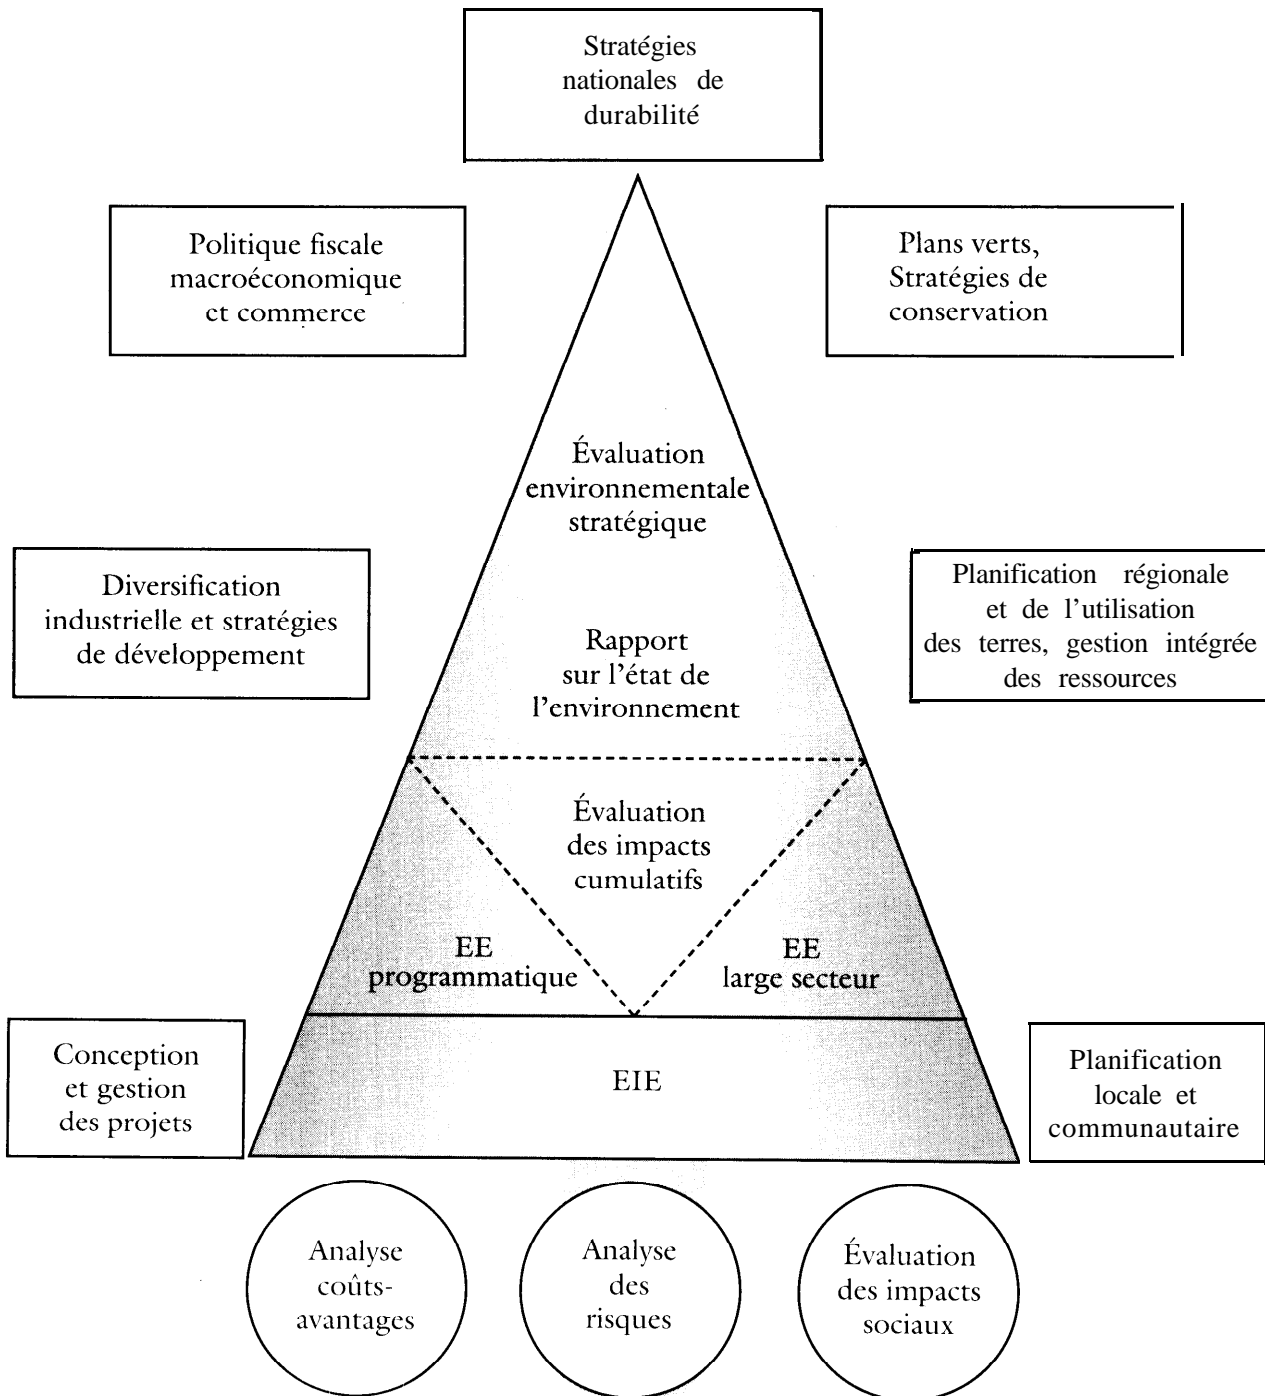 Stratégies
nationales de
durabilité
Politique fiscale
macroéconomique
et commerce
Plans verts,
Stratégies de
conservation
Évaluation
environnementale
stratégique
Diversification
industrielle et stratégies
de développement
Rapport
sur l'état de
l'environnement
Planification régionale
et de l'utilisation
des terres, gestion intégrée
des ressources
Évaluation
des impacts
cumulatifs
EE
programmatique
EE
large secteur
Conception
et gestion
des projets
EIE
Planification
locale et
communautaire
Analyse
coûts-
avantages
Analyse
des
risques
Évaluation
des impacts
sociaux